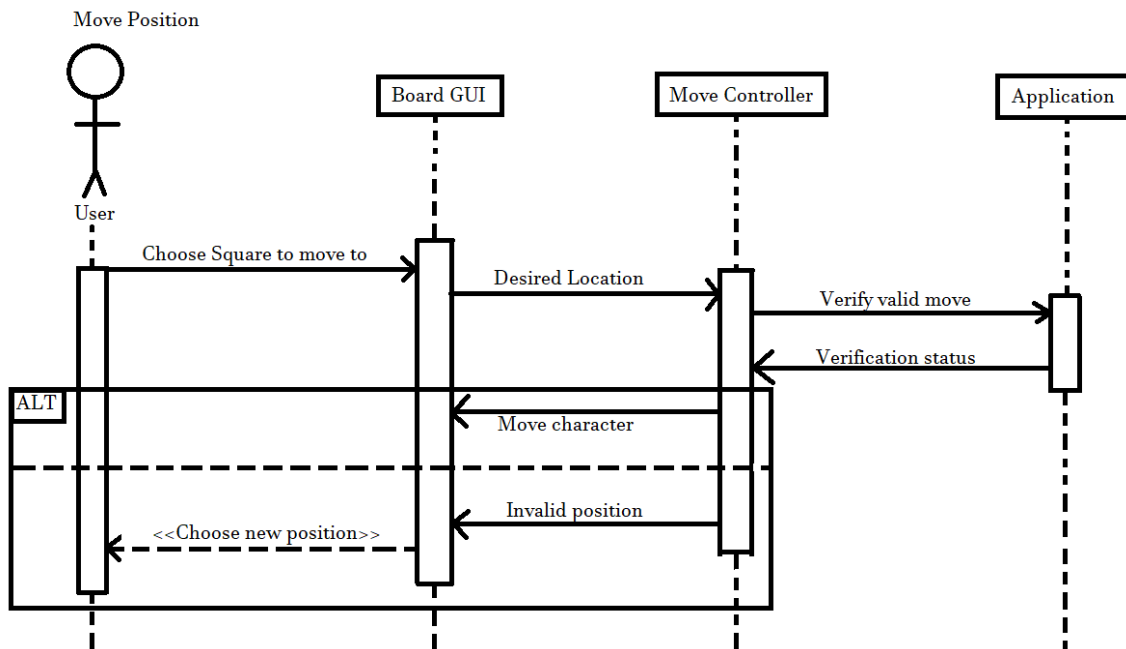 Move Position
Board GUI
Move Controller
Application
User
Choose Square to move to
Desired Location
Verify valid move
Verification status
ALT
Move character
Invalid position
<<Choose new position>>